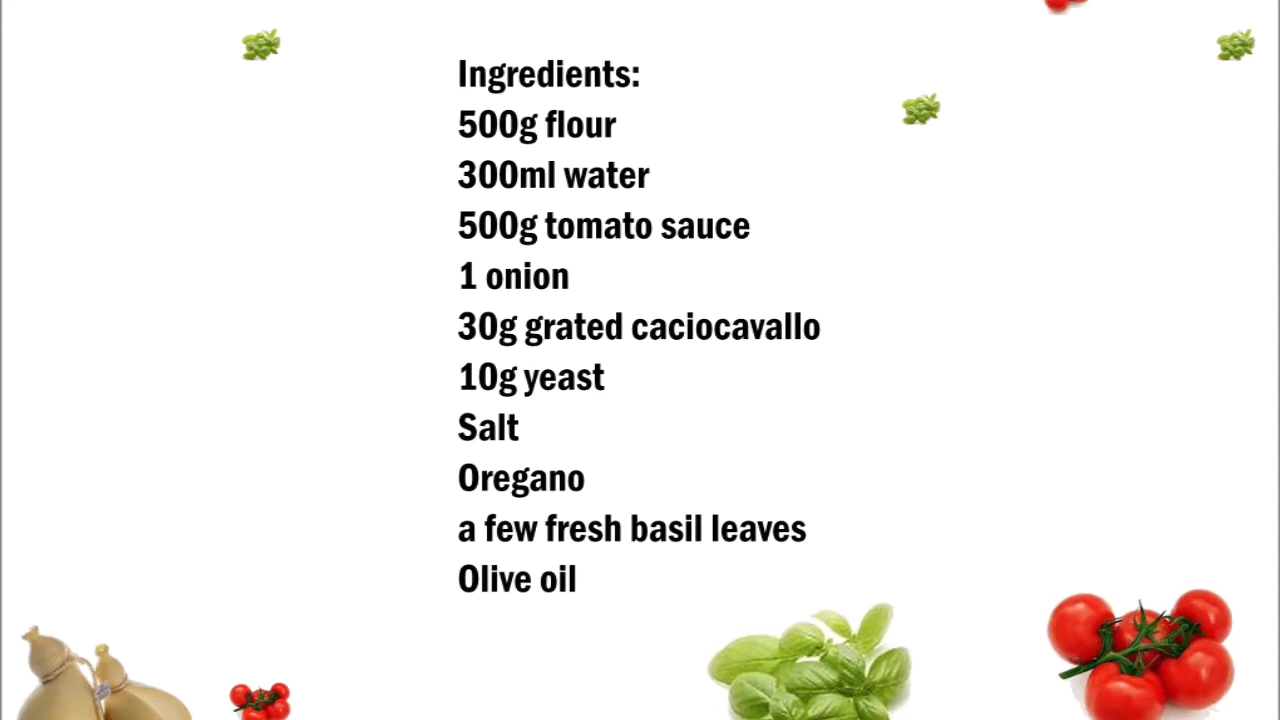 Ingredients:
500g flour
300ml water
500g tomato sauce
1 onion
30g grated caciocavallo
10g yeast
Salt
Oregano
a few fresh basil leaves
Olive oil